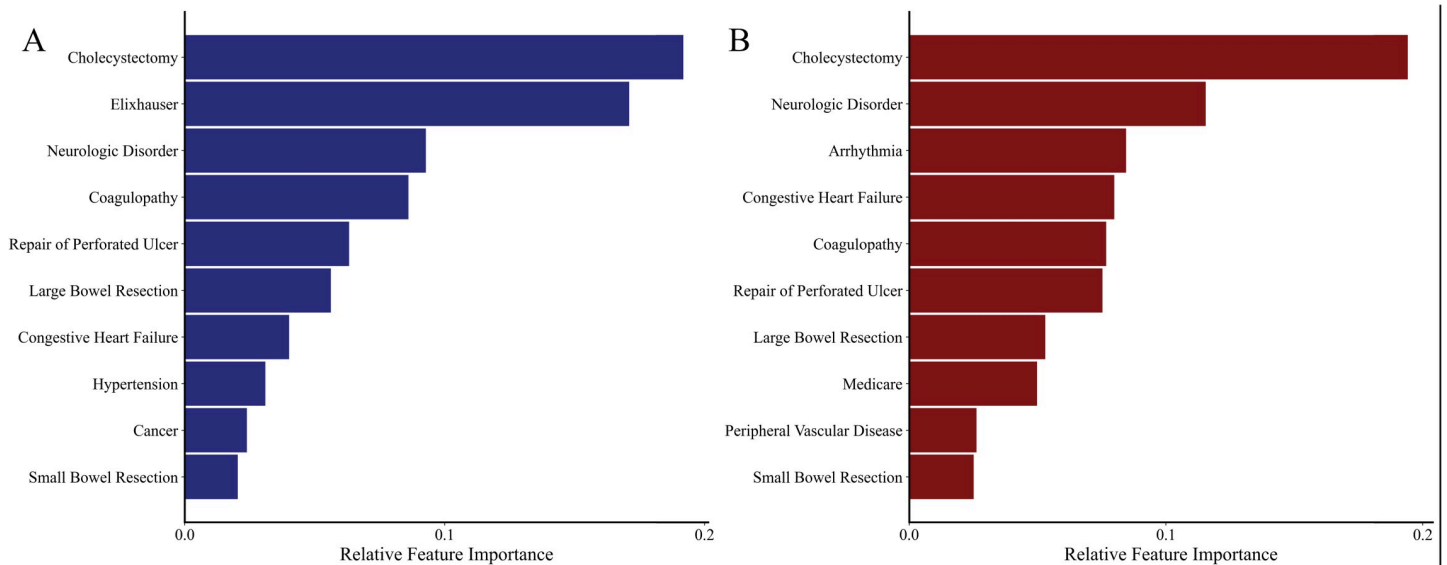 A
Cholecystectomy
Elixhauser
Neurologic Disorder
Coagulopathy
Repair of Perforated Ulcer
Large Bowel Resection
Congestive Heart Failure
Hypertension
Cancer
Small Bowel Resection
0.0 0.1 0.2
Relative Feature Importance
B
Cholecystectomy
Neurologic Disorder
Arrhythmia
Congestive Heart Failure
Coagulopathy
Repair of Perforated Ulcer
Large Bowel Resection
Medicare
Peripheral Vascular Disease
Small Bowel Resection
0.0 0.1 0.2
Relative Feature Importance